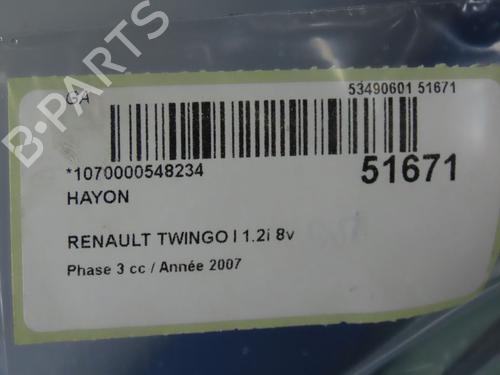 GA
53490601 51671
*1070000548234
51671
HAYON
RENAULT TWINGO I 1.2i 8v
Phase 3 cc / Année 2007
B-PARTS